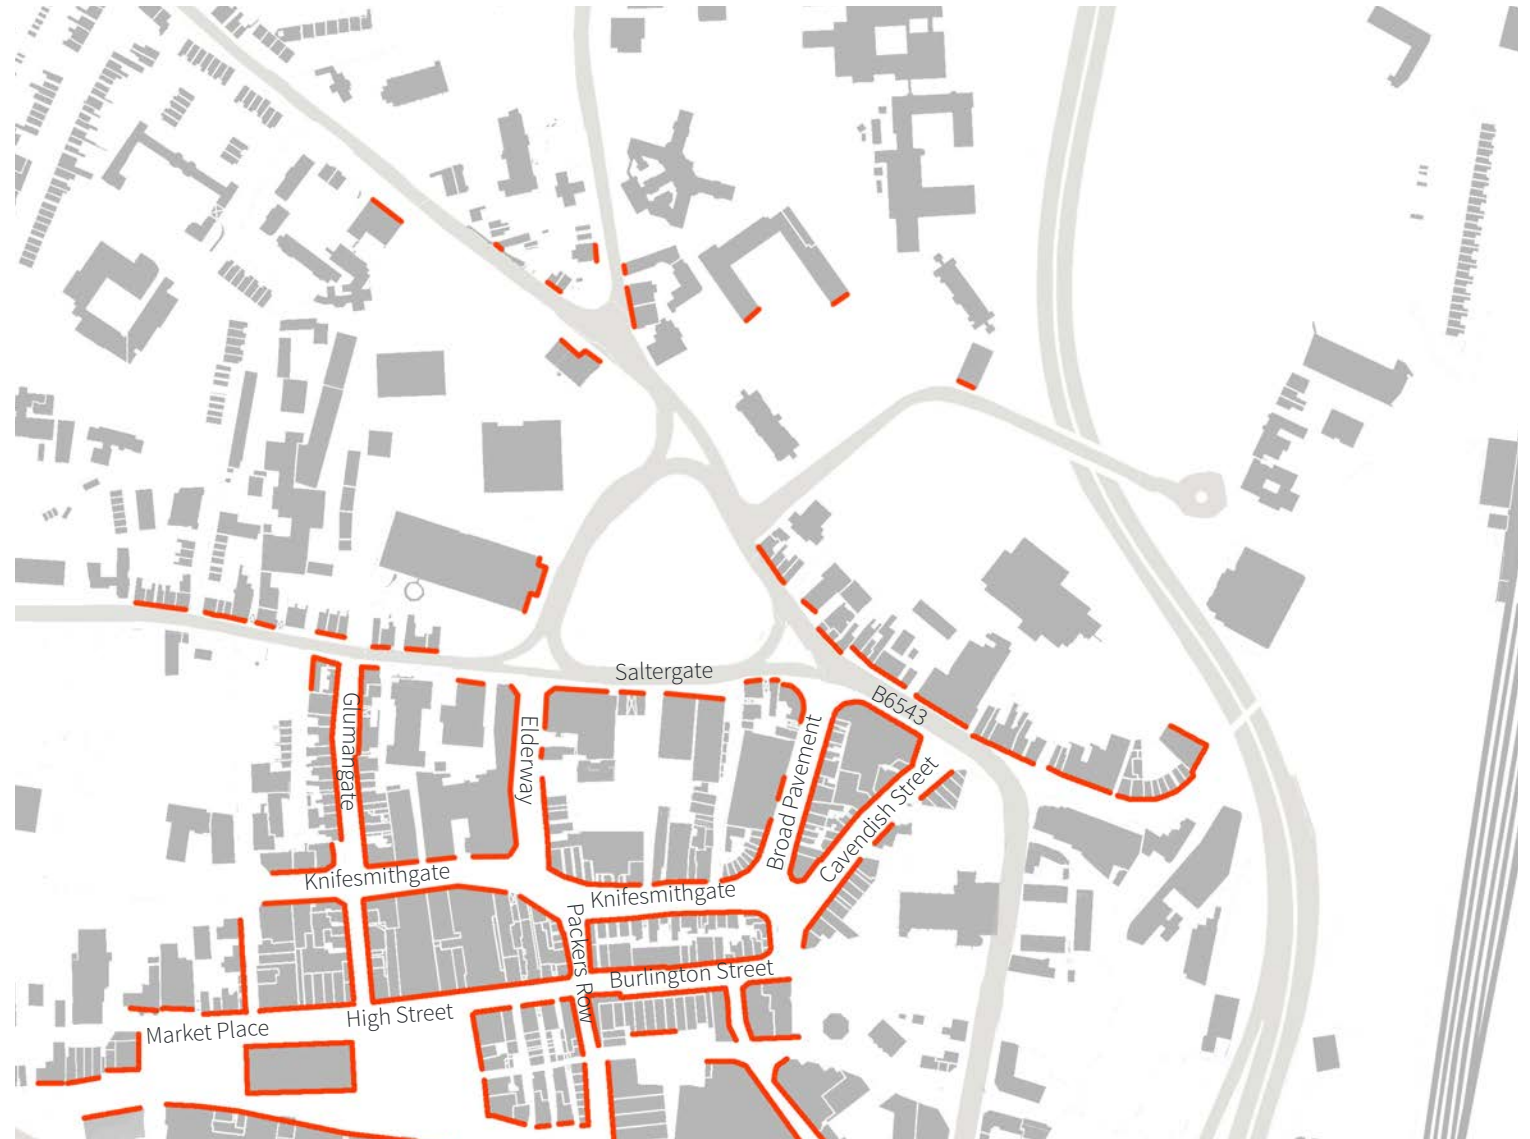 Saltergate
B6543
Glumangate
Elderway
Broad Pavement
Cavendish Street
Knifesmithgate
Knifesmithgate
Packers Row
Burlington Street
High Street
Market Place